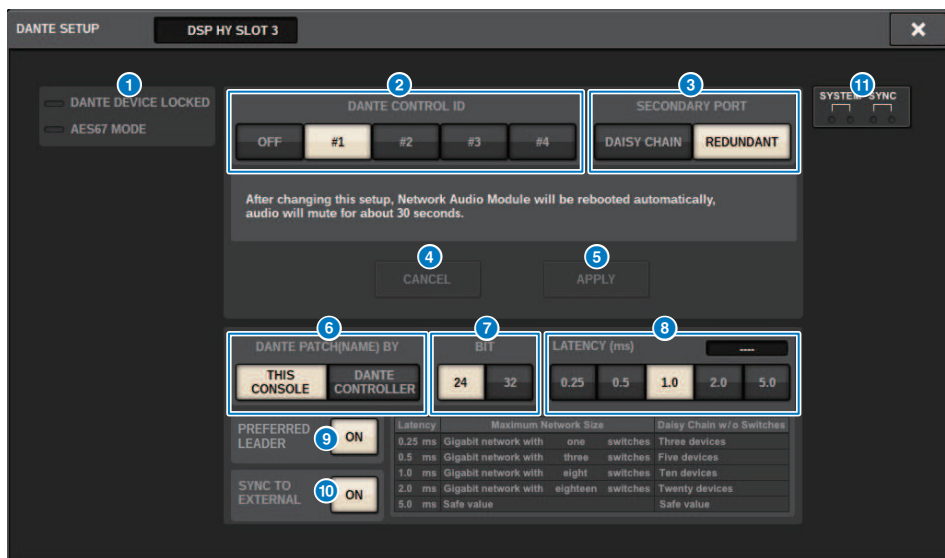 DANTE SETUP
DSP HY SLOT 3
1
DANTE DEVICE LOCKED
AES67 MODE
2
DANTE CONTROL ID
OFF #1 #2 #3 #4
3
SECONDARY PORT
DAISY CHAIN REDUNDANT
11
SYSTEM SYNC
After changing this setup, Network Audio Module will be rebooted automatically,
audio will mute for about 30 seconds.
4
CANCEL
5
APPLY
6
DANTE PATCH(NAME) BY
THIS CONSOLE
DANTE CONTROLLER
7
BIT
24 32
8
LATENCY (ms) ----
0.25 0.5 1.0 2.0 5.0
PREFERRED LEADER
9
ON
SYNC TO EXTERNAL
10
ON
Latency Maximum Network Size Daisy Chain w/o Switches
0.25 ms Gigabit network with one switches Three devices
0.5 ms Gigabit network with three switches Five devices
1.0 ms Gigabit network with eight switches Ten devices
2.0 ms Gigabit network with eighteen switches Twenty devices
5.0 ms Safe value Safe value